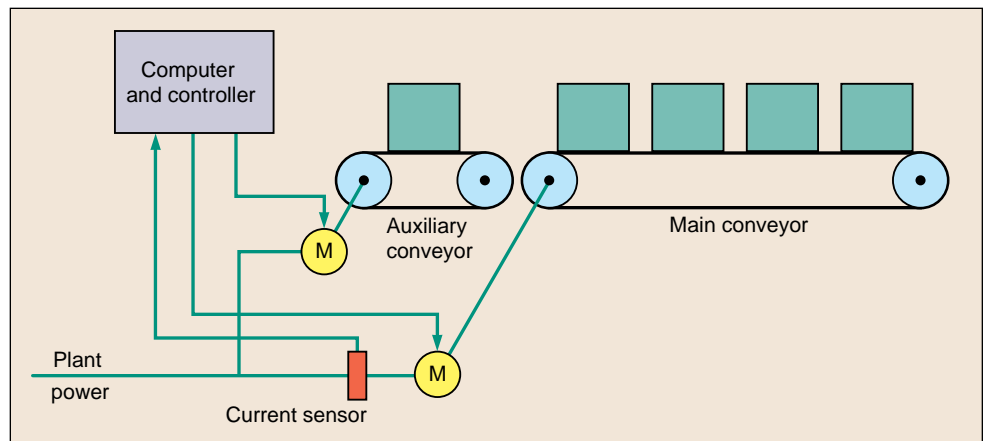 Computer
and controller
M
Auxiliary
conveyor
Main conveyor
M
Plant
power
Current sensor